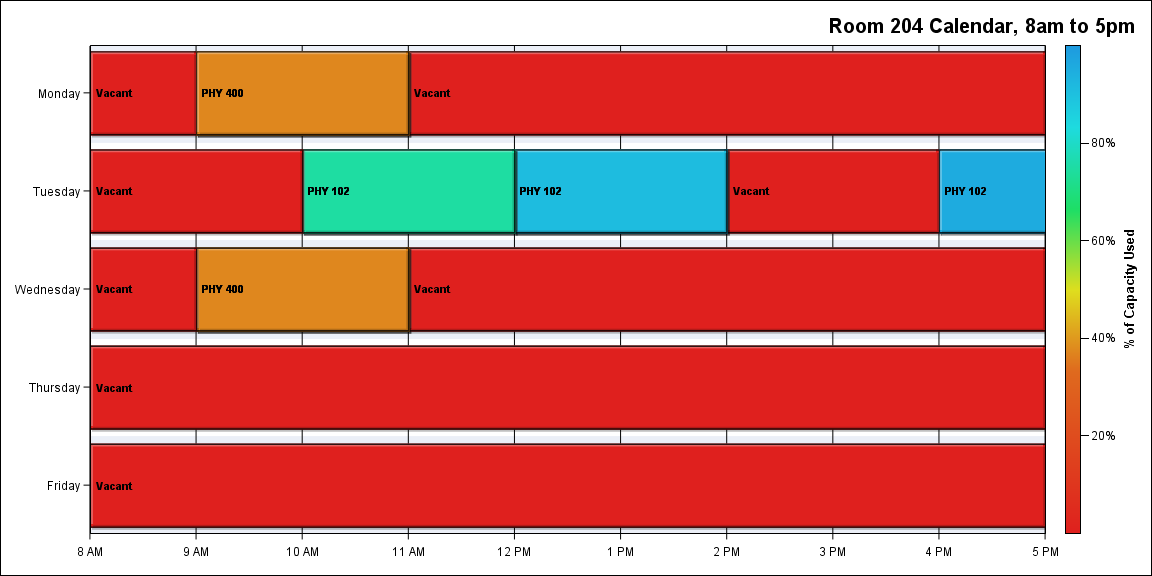 Room 204 Calendar, 8am to 5pm
Monday
Vacant
PHY 400
Vacant
Tuesday
Vacant
PHY 102
PHY 102
Vacant
PHY 102
Wednesday
Vacant
PHY 400
Vacant
Thursday
Vacant
Friday
Vacant
8 AM
9 AM
10 AM
11 AM
12 PM
1 PM
2 PM
3 PM
4 PM
5 PM
80%
60%
40%
20%
% of Capacity Used